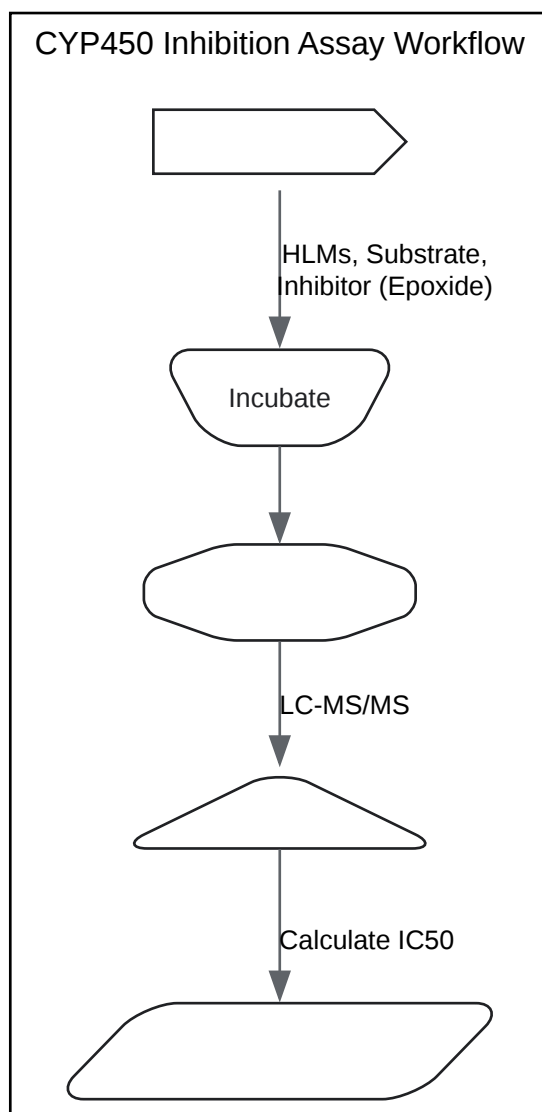 CYP450 Inhibition Assay Workflow
HLMs, Substrate,
Inhibitor (Epoxide)
Incubate
LC-MS/MS
Calculate IC50